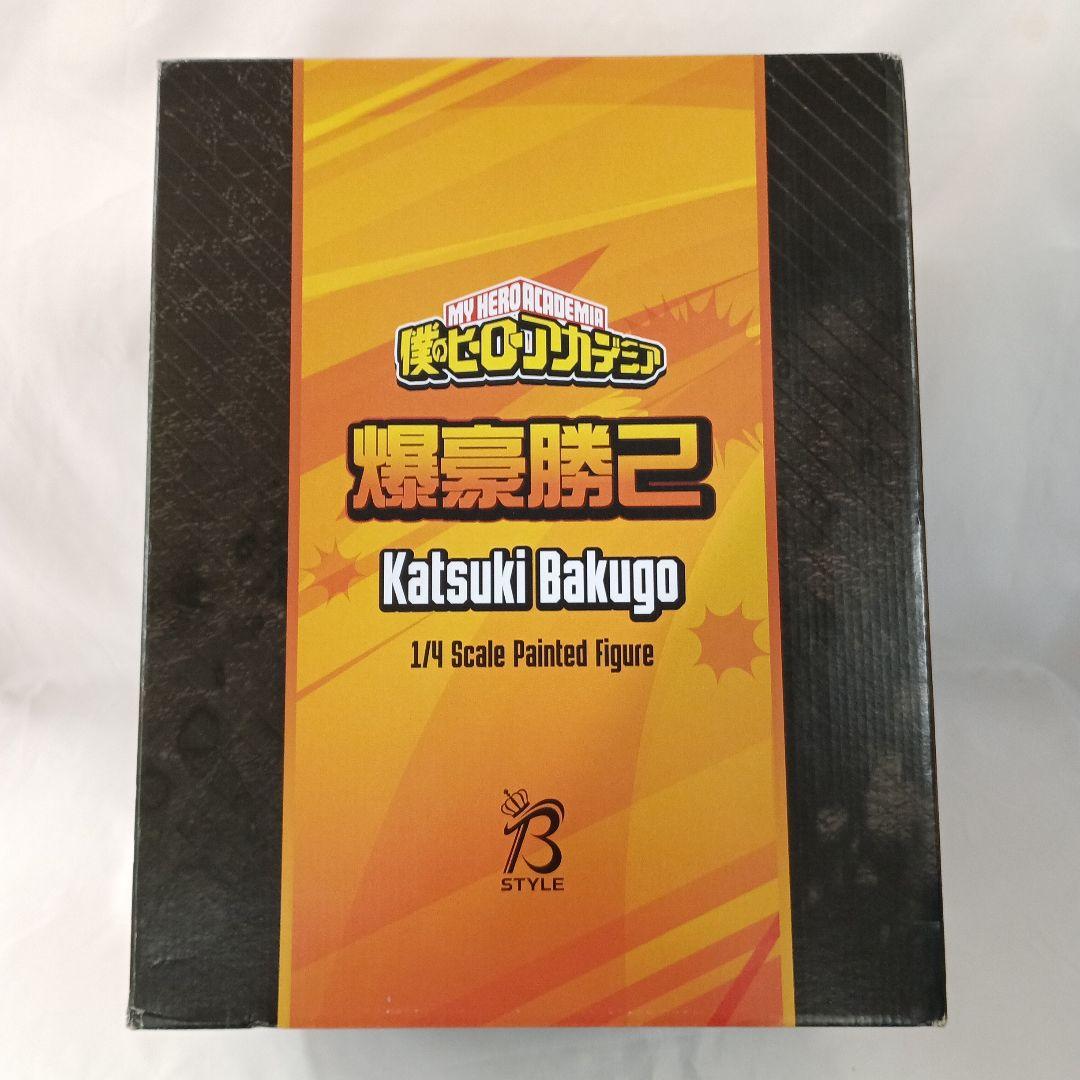 MY HERO ACADEMIA
僕のヒーローアカデミア
爆豪勝己
Katsuki Bakugo
1/4 Scale Painted Figure
B
STYLE